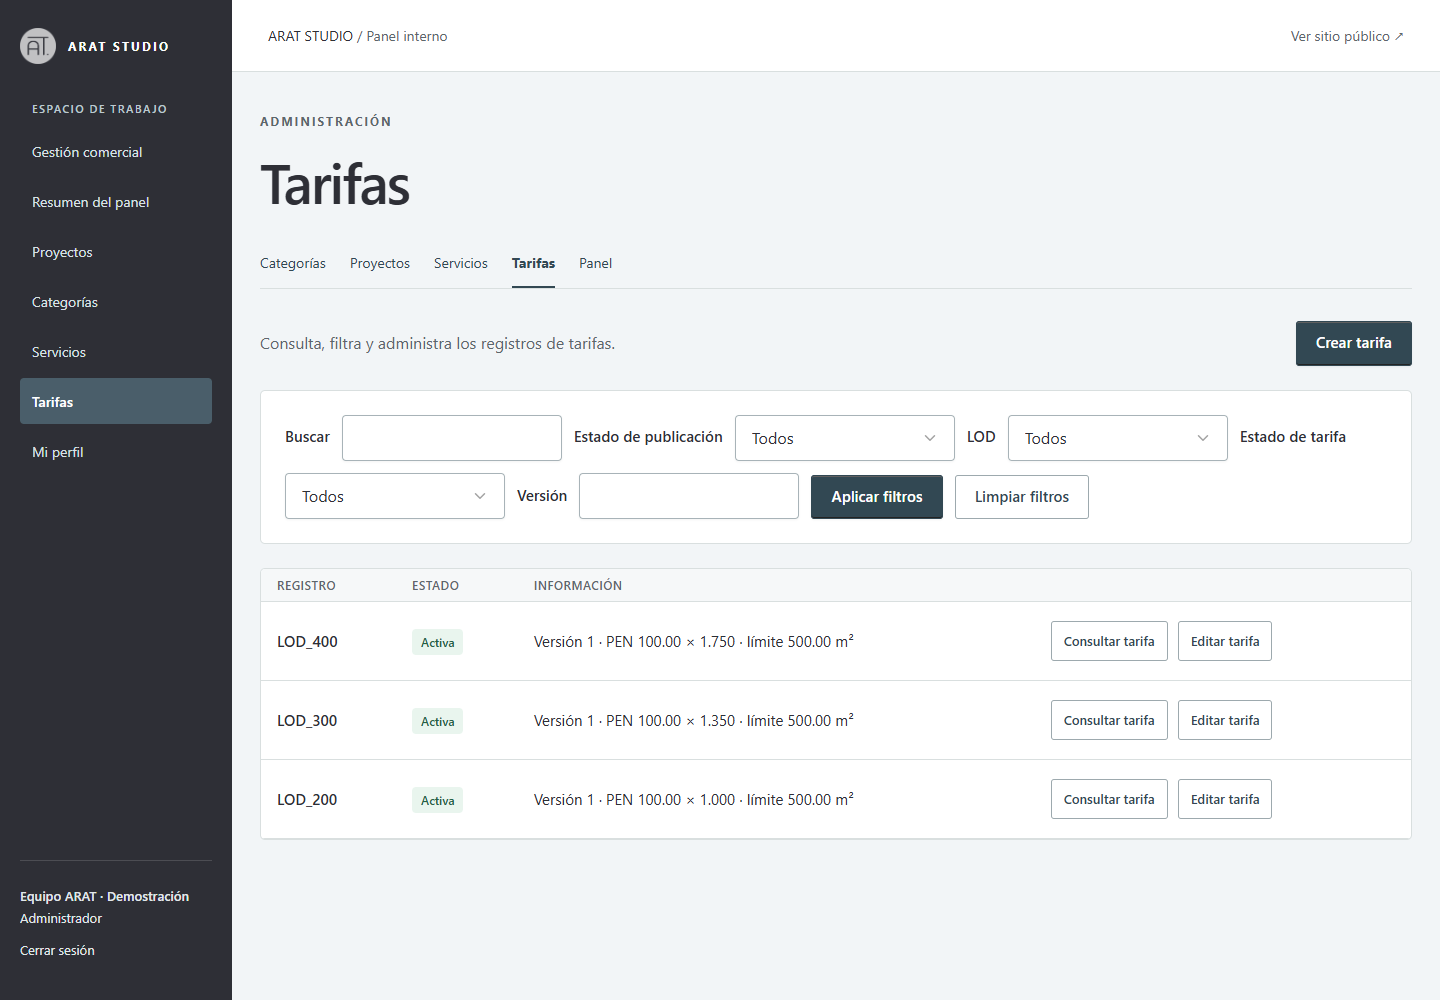 AT.
ARAT STUDIO
ESPACIO DE TRABAJO
Gestión comercial
Resumen del panel
Proyectos
Categorías
Servicios
Tarifas
Mi perfil
Equipo ARAT · Demostración
Administrador
Cerrar sesión
ARAT STUDIO / Panel interno
Ver sitio público ↗
ADMINISTRACIÓN
Tarifas
Categorías Proyectos Servicios Tarifas Panel
Consulta, filtra y administra los registros de tarifas.
Crear tarifa
Buscar Estado de publicación Todos LOD Todos Estado de tarifa
Todos Versión Aplicar filtros Limpiar filtros
REGISTRO ESTADO INFORMACIÓN
LOD_400 Activa Versión 1 · PEN 100.00 × 1.750 · límite 500.00 m² Consultar tarifa Editar tarifa
LOD_300 Activa Versión 1 · PEN 100.00 × 1.350 · límite 500.00 m² Consultar tarifa Editar tarifa
LOD_200 Activa Versión 1 · PEN 100.00 × 1.000 · límite 500.00 m² Consultar tarifa Editar tarifa